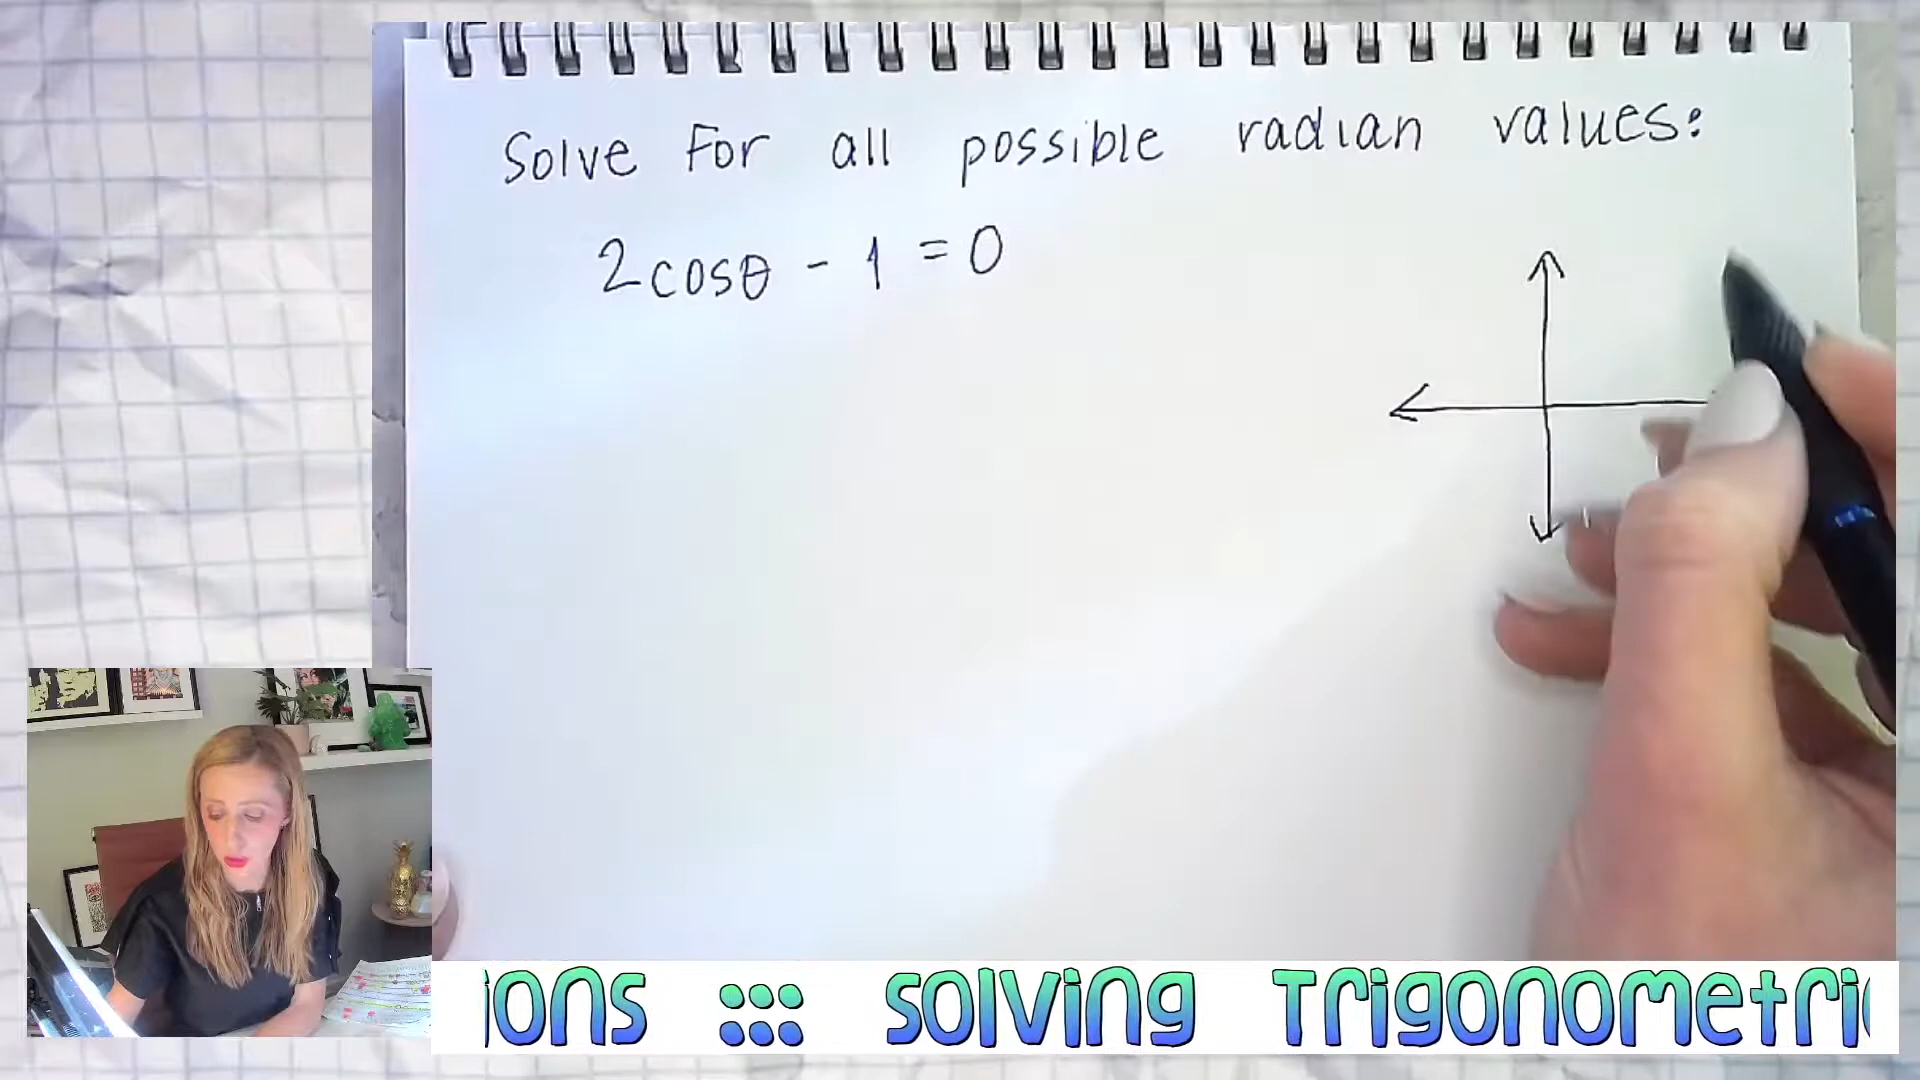 Solve For all possible radian values:
2cosθ - 1 = 0
ions ::: Solving Trigonometri